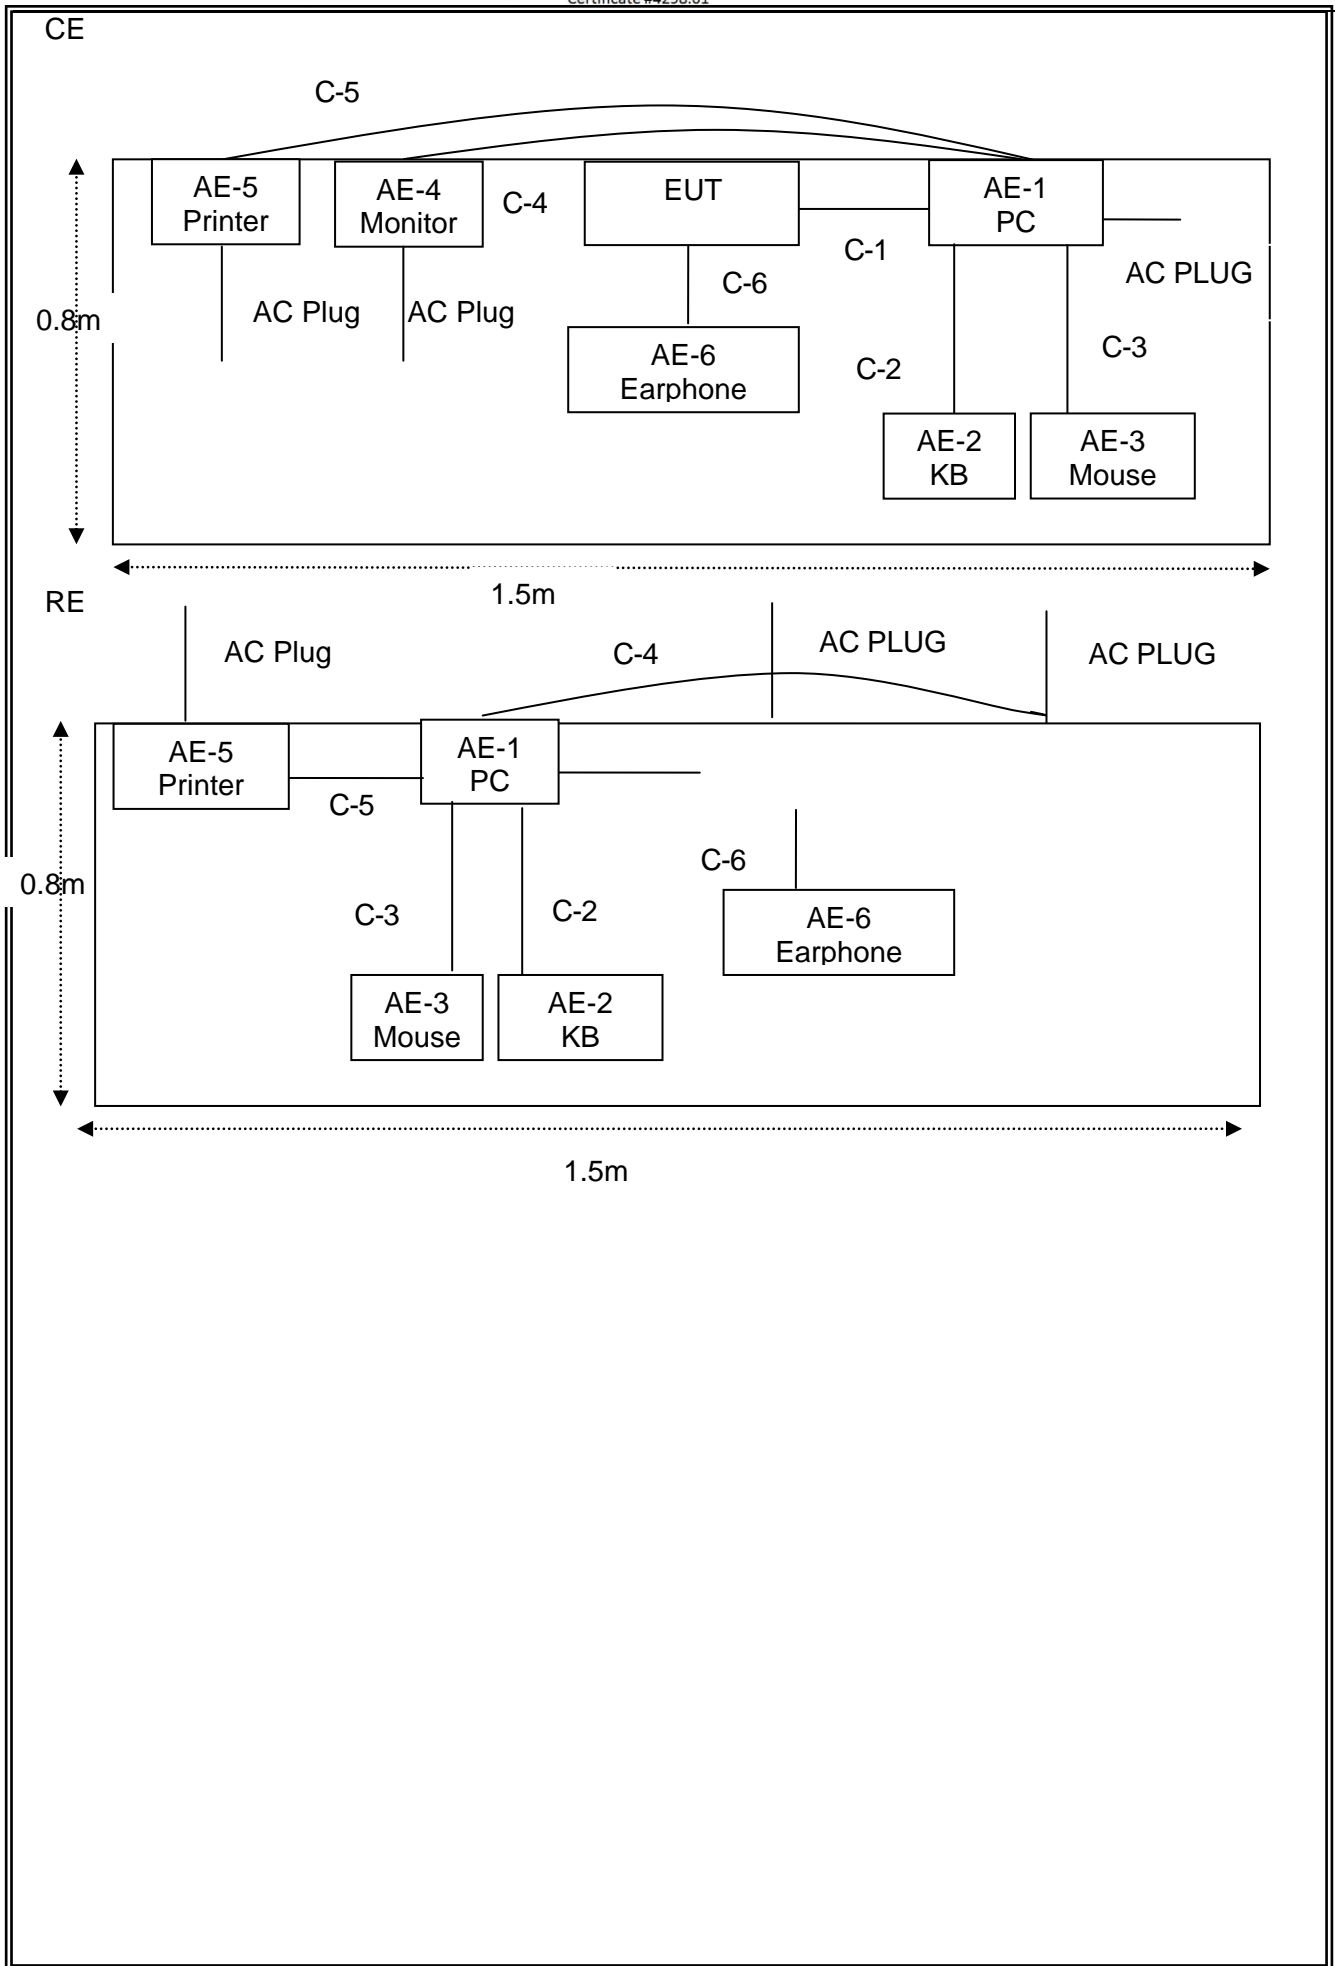 CE
C-5
AE-5
Printer
AE-4
Monitor
C-4
EUT
AE-1
PC
C-1
AC PLUG
C-6
AC Plug
AC Plug
0.8m
AE-6
Earphone
C-2
C-3
AE-2
KB
AE-3
Mouse
1.5m
RE
AC Plug
C-4
AC PLUG
AC PLUG
AE-5
Printer
AE-1
PC
C-5
0.8m
C-6
C-3
C-2
AE-6
Earphone
AE-3
Mouse
AE-2
KB
1.5m